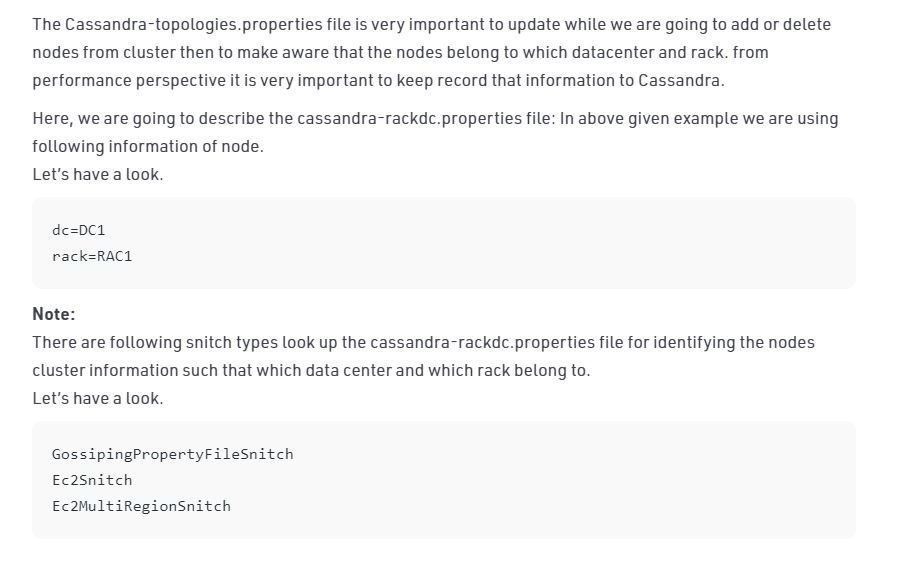 The Cassandra-topologies.properties file is very important to update while we are going to add or delete
nodes from cluster then to make aware that the nodes belong to which datacenter and rack. from
performance perspective it is very important to keep record that information to Cassandra.
Here, we are going to describe the cassandra-rackdc.properties file: In above given example we are using
following information of node.
Let’s have a look.
dc=DC1
rack=RAC1
Note:
There are following snitch types look up the cassandra-rackdc.properties file for identifying the nodes
cluster information such that which data center and which rack belong to.
Let’s have a look.
GossipingPropertyFileSnitch
Ec2Snitch
Ec2MultiRegionSnitch